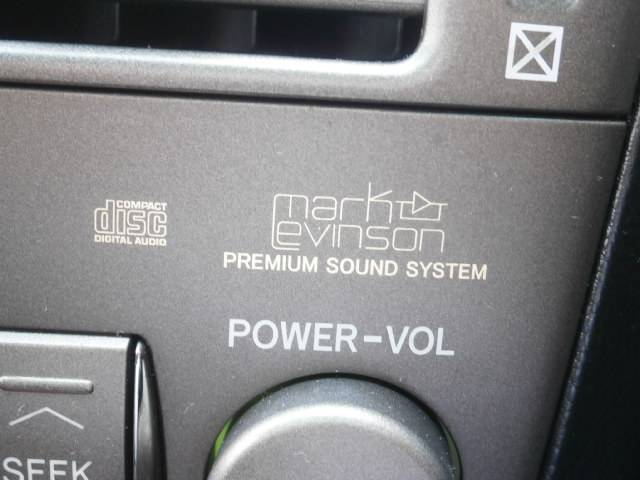 COMPACT
disc
DIGITAL AUDIO
mark
Levinson
PREMIUM SOUND SYSTEM
POWER-VOL
SEEK